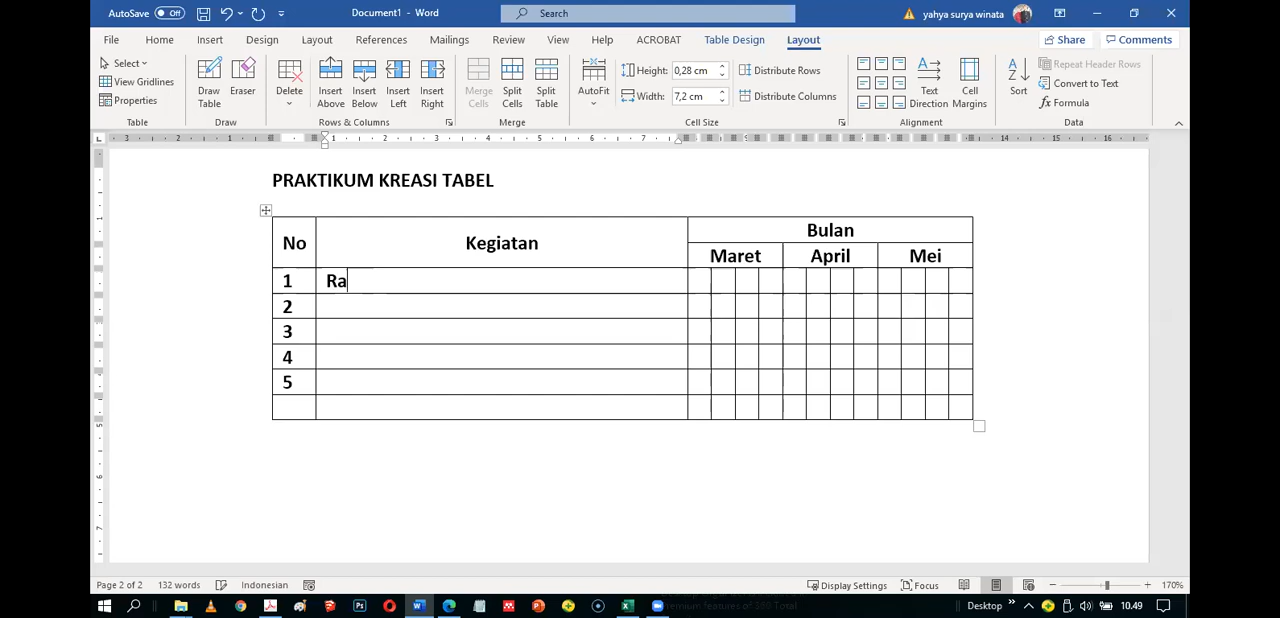 AutoSave Off Document1 - Word Search yahya surya winata
File Home Insert Design Layout References Mailings Review View Help ACROBAT Table Design Layout Share Comments
Select
View Gridlines
Properties
Table
Draw Table
Eraser
Draw
Delete
Insert Above
Insert Below
Insert Left
Insert Right
Rows & Columns
Merge Cells
Split Cells
Split Table
Merge
AutoFit
Height: 0,28 cm
Width: 7,2 cm
Distribute Rows
Distribute Columns
Cell Size
Text Direction
Cell Margins
Alignment
Sort
Repeat Header Rows
Convert to Text
Formula
Data
PRAKTIKUM KREASI TABEL
No Kegiatan Bulan
Maret April Mei
1 Ra
2
3
4
5
Page 2 of 2 132 words Indonesian Display Settings Focus 170%
Desktop 10.49